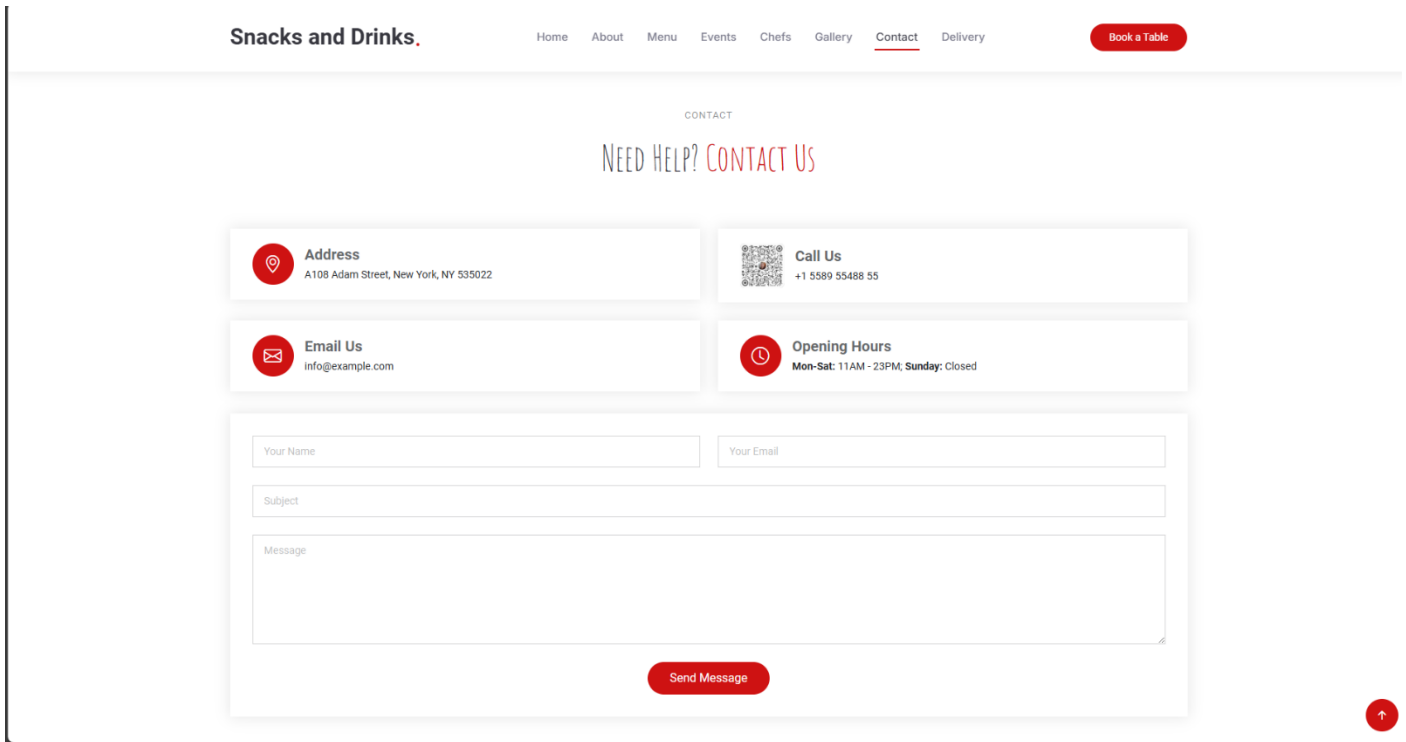 Snacks and Drinks.
Home About Menu Events Chefs Gallery Contact Delivery
Book a Table
CONTACT
NEED HELP? CONTACT US
Address
A108 Adam Street, New York, NY 535022
Call Us
+1 5589 55488 55
Email Us
info@example.com
Opening Hours
Mon-Sat: 11AM - 23PM; Sunday: Closed
Your Name
Your Email
Subject
Message
Send Message